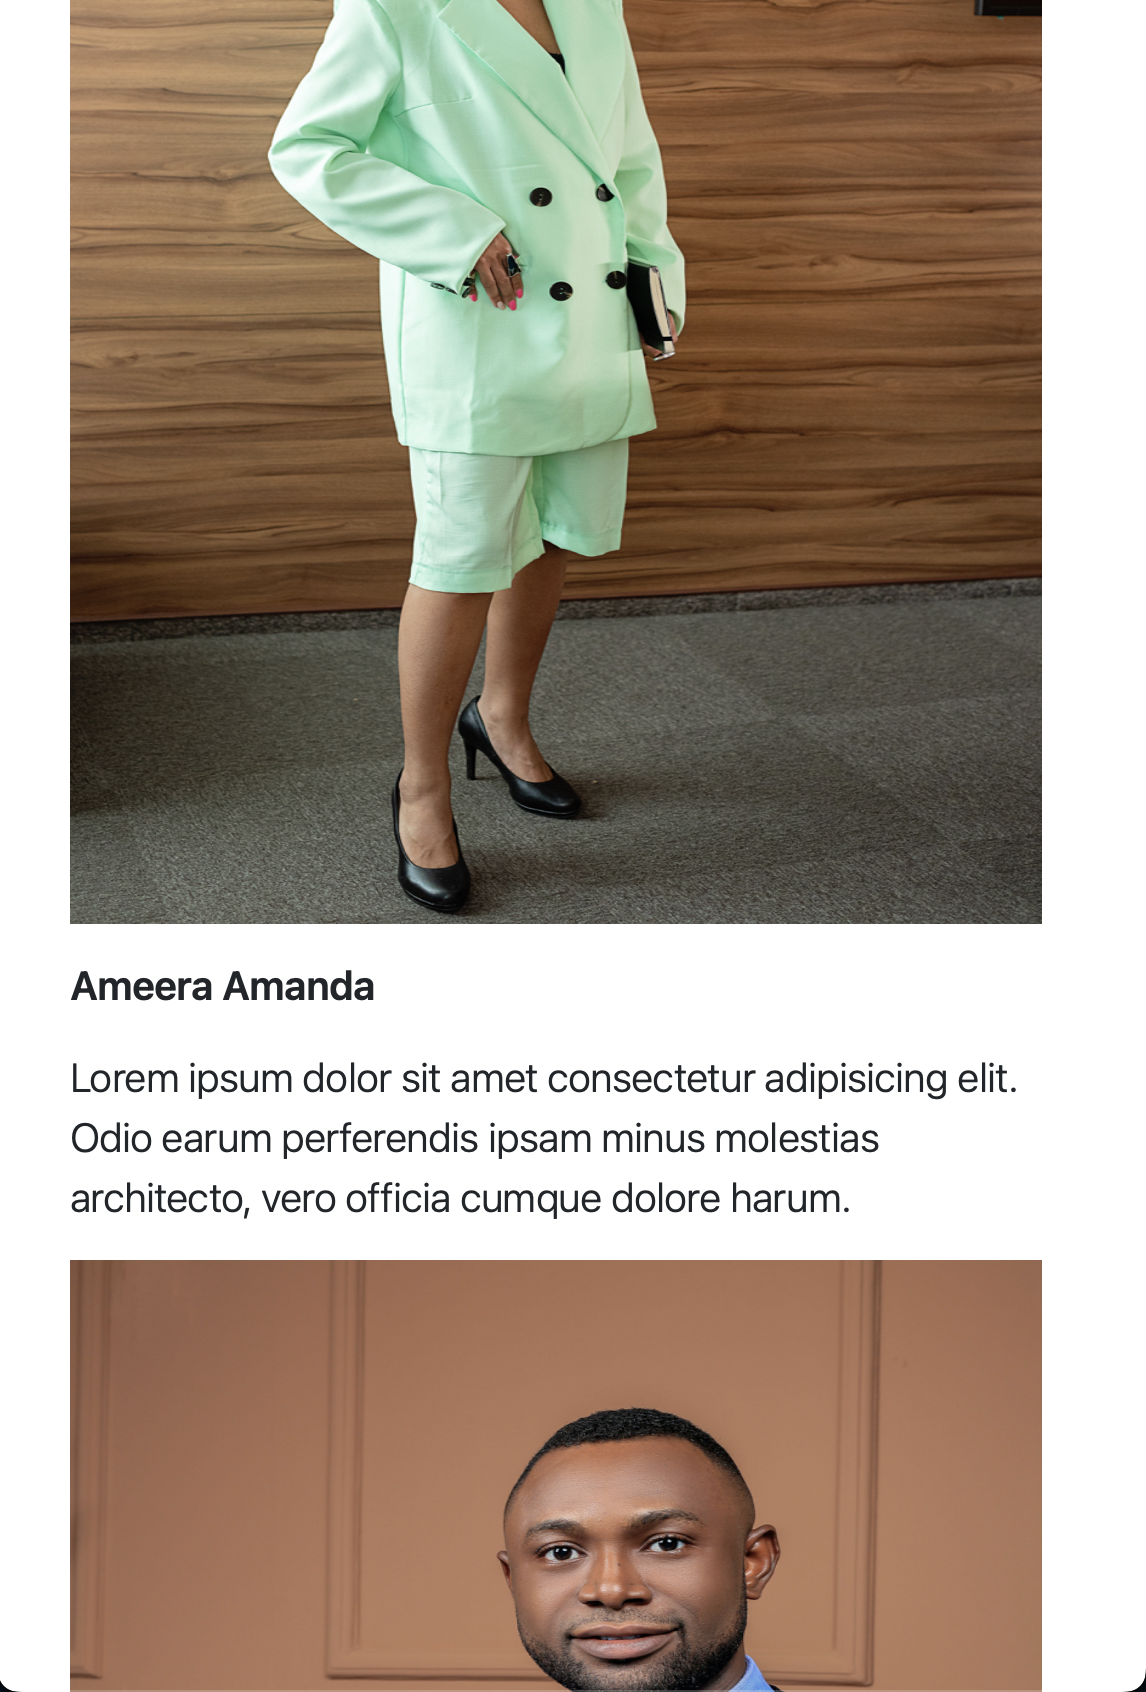 Ameera Amanda
Lorem ipsum dolor sit amet consectetur adipisicing elit.
Odio earum perferendis ipsam minus molestias
architecto, vero officia cumque dolore harum.